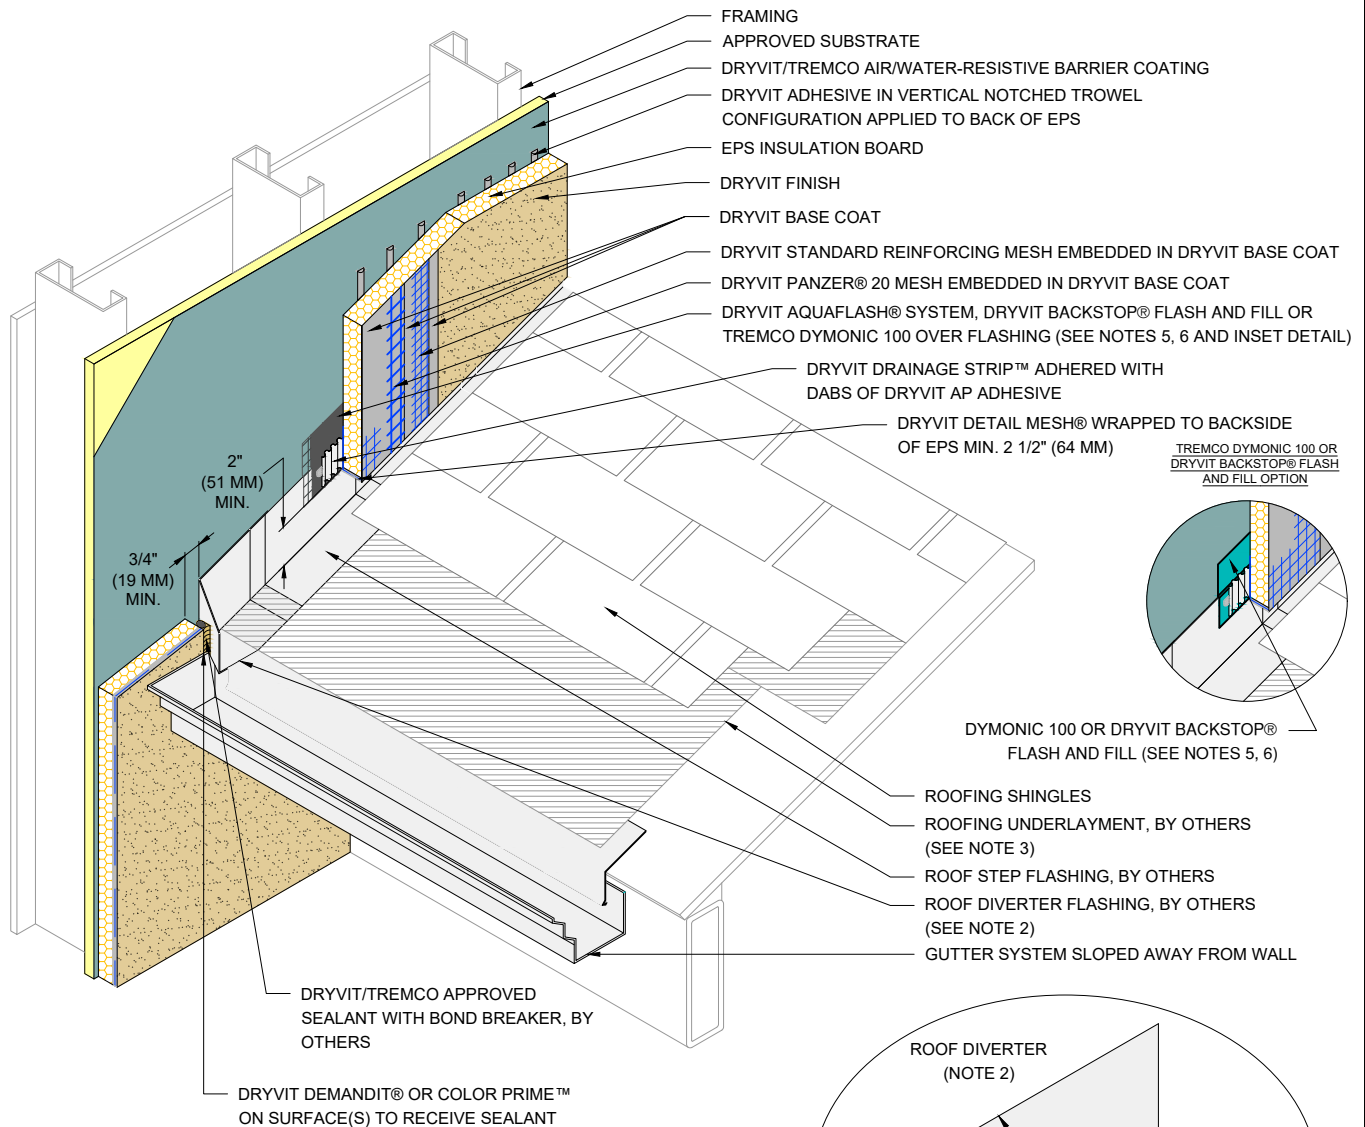 FRAMING
APPROVED SUBSTRATE
DRYVIT/TREMCO AIR/WATER-RESISTIVE BARRIER COATING
DRYVIT ADHESIVE IN VERTICAL NOTCHED TROWEL
CONFIGURATION APPLIED TO BACK OF EPS
EPS INSULATION BOARD
DRYVIT FINISH
DRYVIT BASE COAT
DRYVIT STANDARD REINFORCING MESH EMBEDDED IN DRYVIT BASE COAT
DRYVIT PANZER® 20 MESH EMBEDDED IN DRYVIT BASE COAT
DRYVIT AQUAFLASH® SYSTEM, DRYVIT BACKSTOP® FLASH AND FILL OR
TREMCO DYMONIC 100 OVER FLASHING (SEE NOTES 5, 6 AND INSET DETAIL)
DRYVIT DRAINAGE STRIP™ ADHERED WITH
DABS OF DRYVIT AP ADHESIVE
DRYVIT DETAIL MESH® WRAPPED TO BACKSIDE
OF EPS MIN. 2 1/2" (64 MM)
TREMCO DYMONIC 100 OR
DRYVIT BACKSTOP® FLASH
AND FILL OPTION
2"
(51 MM)
MIN.
3/4"
(19 MM)
MIN.
DYMONIC 100 OR DRYVIT BACKSTOP®
FLASH AND FILL (SEE NOTES 5, 6)
ROOFING SHINGLES
ROOFING UNDERLAYMENT, BY OTHERS
(SEE NOTE 3)
ROOF STEP FLASHING, BY OTHERS
ROOF DIVERTER FLASHING, BY OTHERS
(SEE NOTE 2)
GUTTER SYSTEM SLOPED AWAY FROM WALL
DRYVIT/TREMCO APPROVED
SEALANT WITH BOND BREAKER, BY
OTHERS
DRYVIT DEMANDIT® OR COLOR PRIME™
ON SURFACE(S) TO RECEIVE SEALANT
ROOF DIVERTER
(NOTE 2)